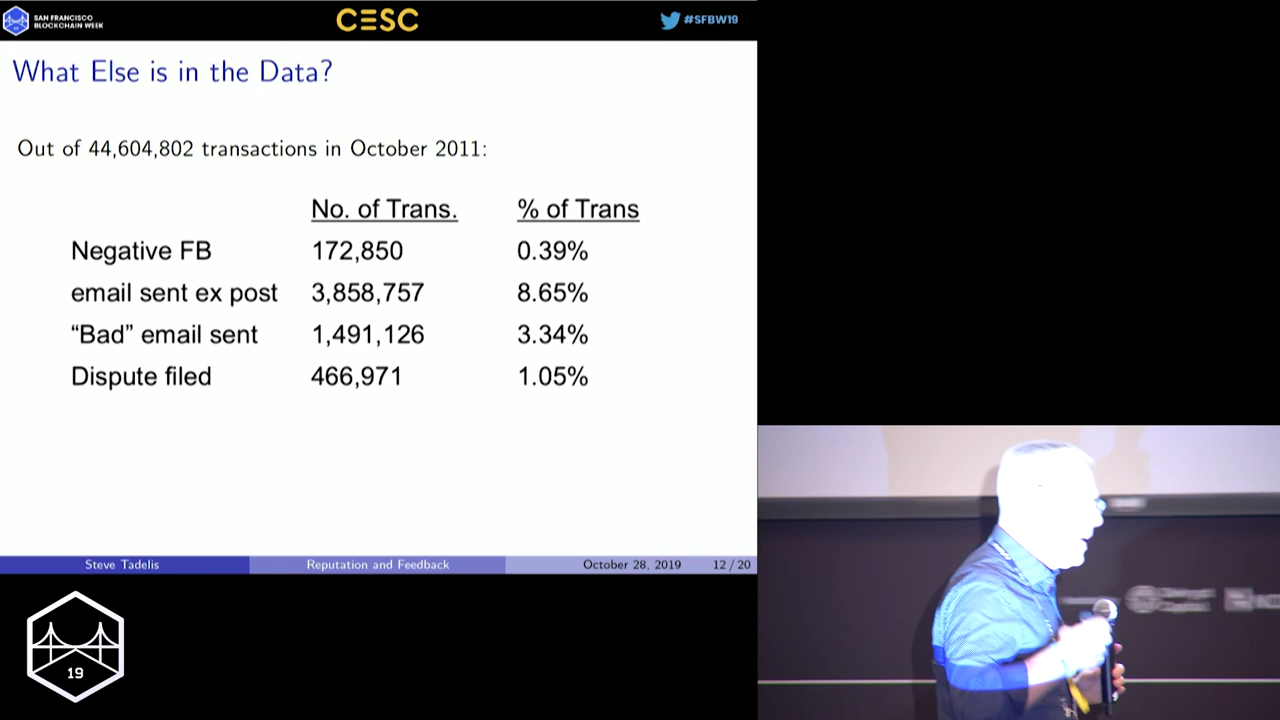 SAN FRANCISCO
BLOCKCHAIN WEEK
CESC
#SFBW19
What Else is in the Data?
Out of 44,604,802 transactions in October 2011:
No. of Trans. % of Trans
Negative FB 172,850 0.39%
email sent ex post 3,858,757 8.65%
“Bad” email sent 1,491,126 3.34%
Dispute filed 466,971 1.05%
Steve Tadelis Reputation and Feedback October 28, 2019 12 / 20
19